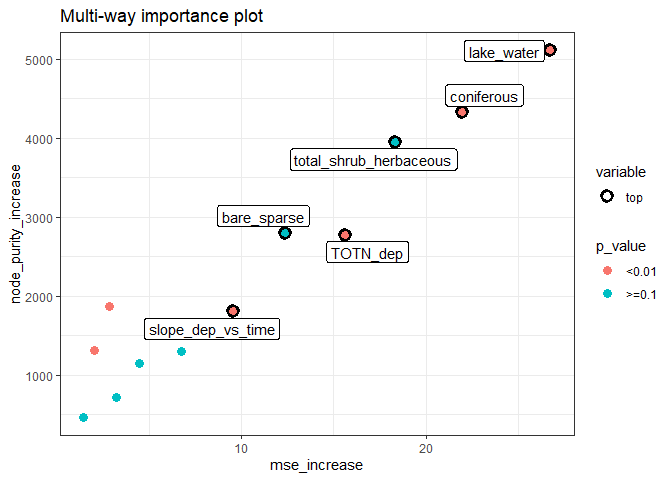 Multi-way importance plot
5000
4000
3000
2000
1000
node_purity_increase
lake_water
coniferous
total_shrub_herbaceous
bare_sparse
TOTN_dep
slope_dep_vs_time
10
20
mse_increase
variable
top
p_value
<0.01
>=0.1